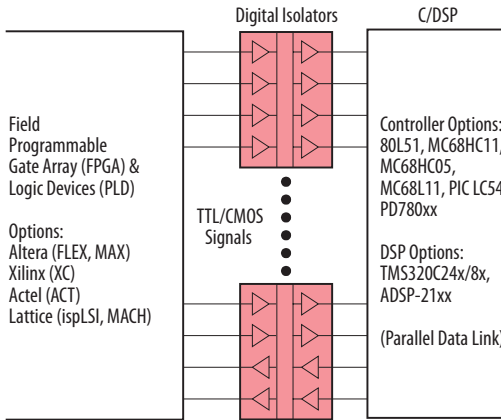 Digital Isolators
C/DSP
Field
Programmable
Gate Array (FPGA) &
Logic Devices (PLD)
Options:
Altera (FLEX, MAX)
Xilinx (XC)
Actel (ACT)
Lattice (ispLSI, MACH)
TTL/CMOS
Signals
Controller Options:
80L51, MC68HC11,
MC68HC05,
MC68L11, PIC LC54
PD780xx
DSP Options:
TMS320C24x/8x,
ADSP-21xx
(Parallel Data Link)